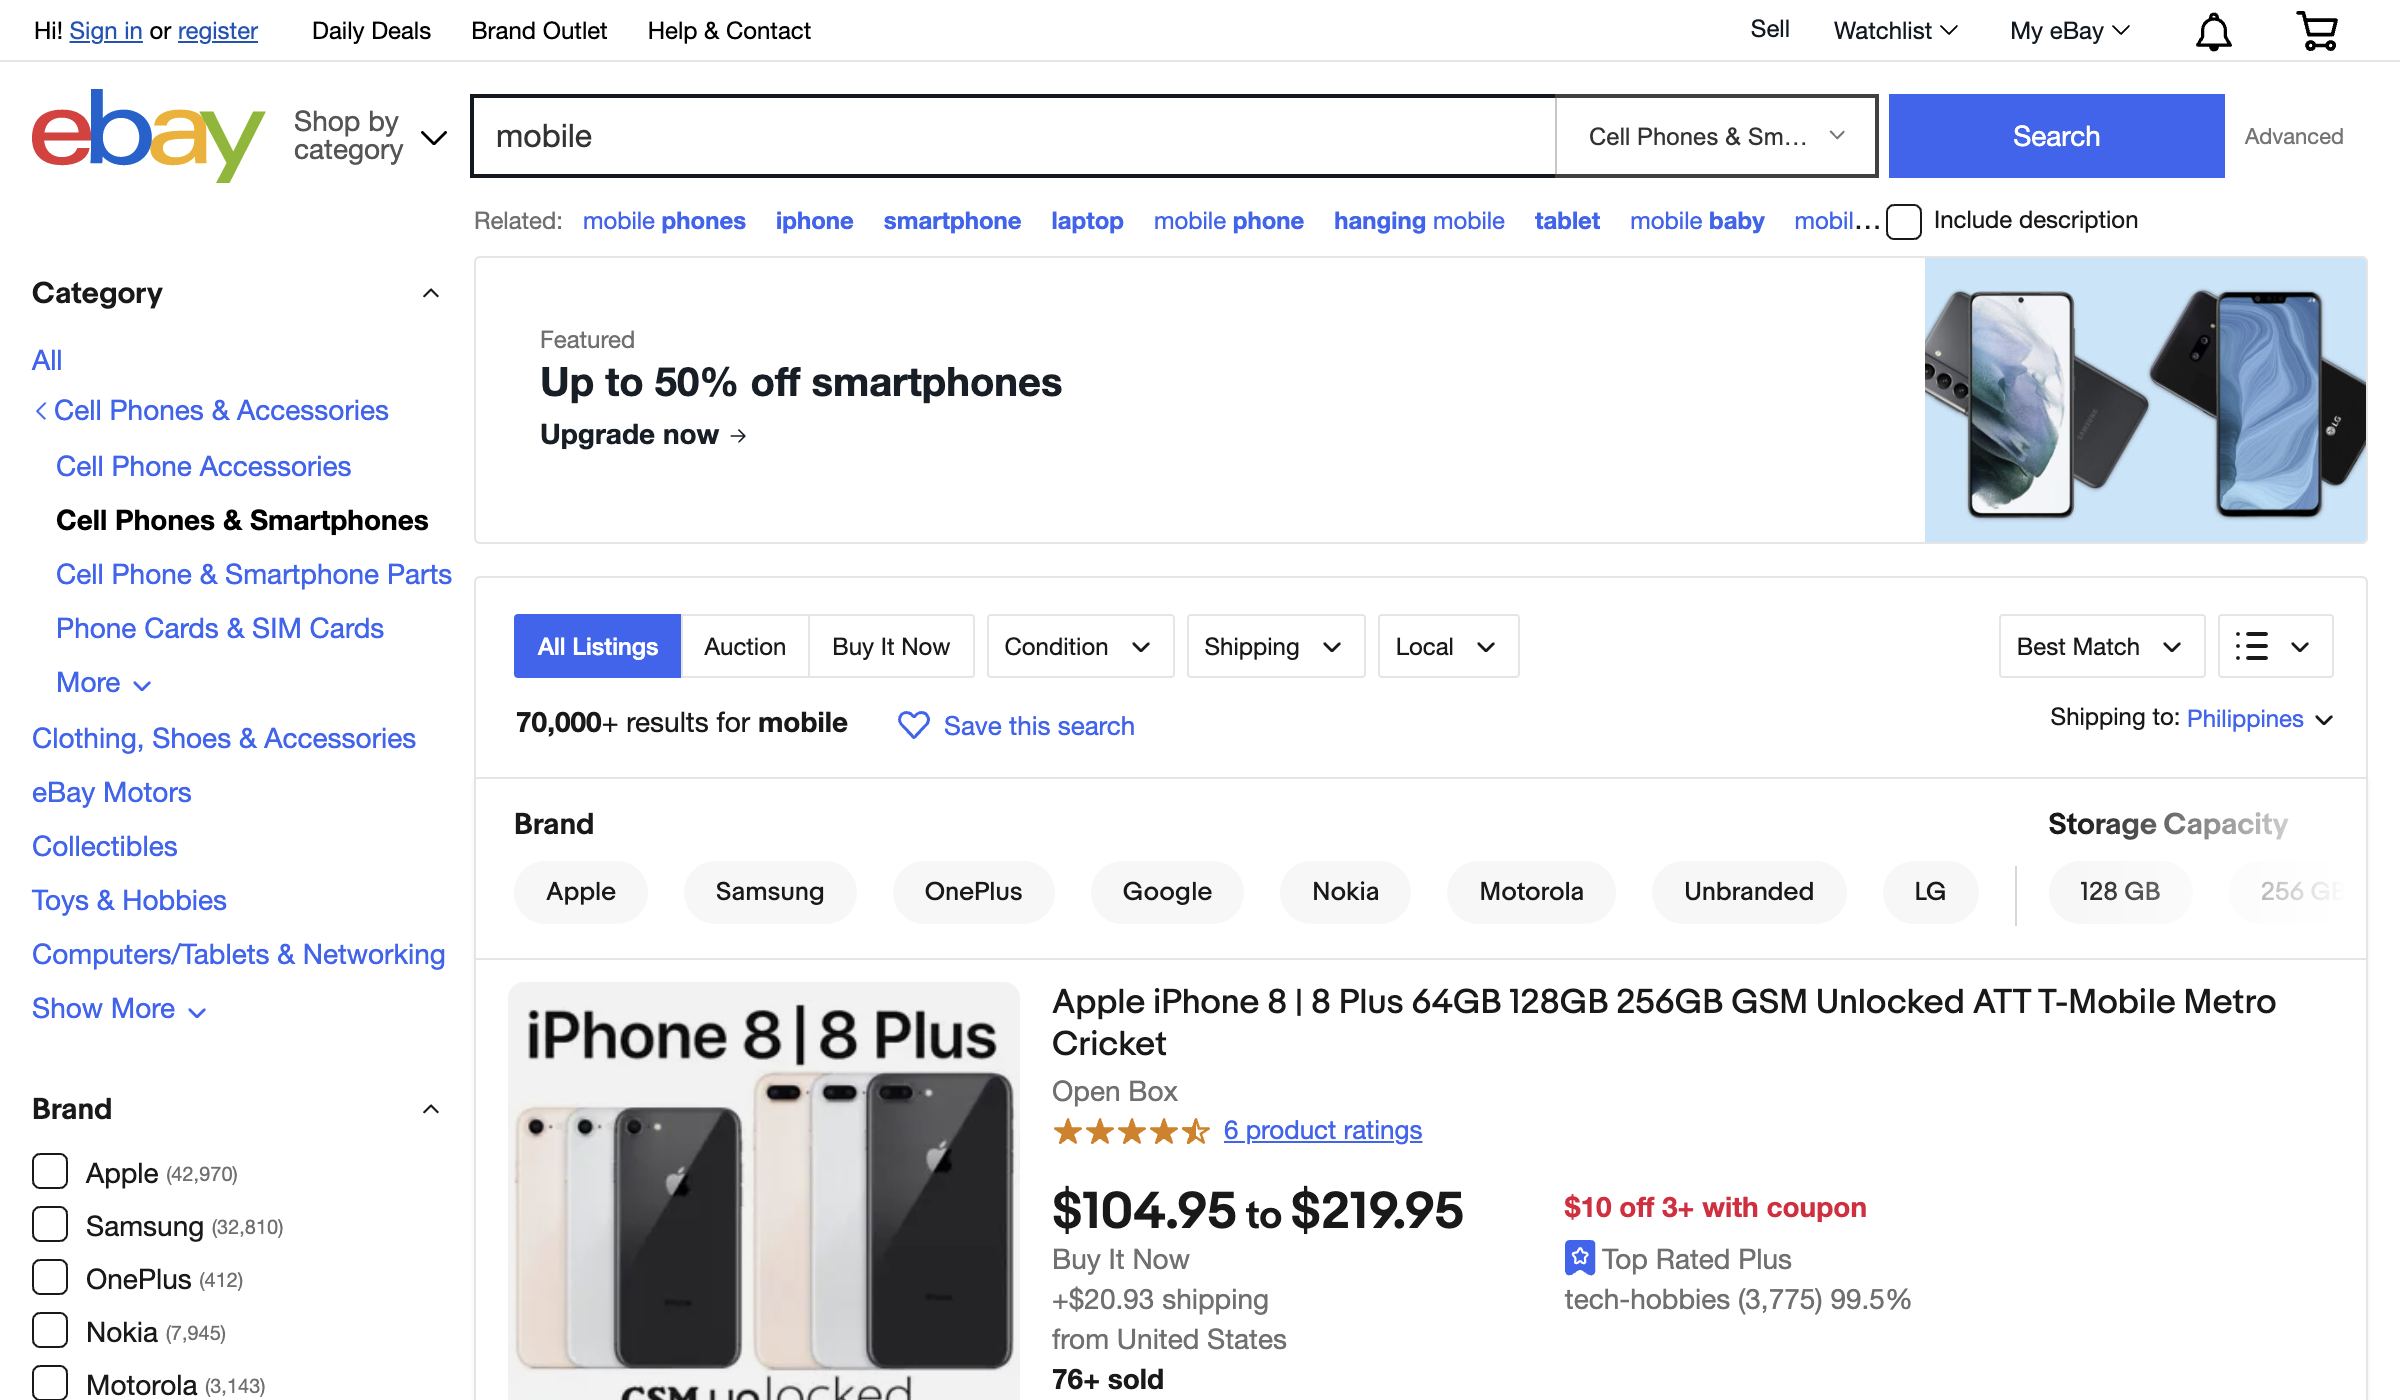 Hi! Sign in or register Daily Deals Brand Outlet Help & Contact Sell Watchlist My eBay
ebay Shop by category
mobile Cell Phones & Sm... Search Advanced
Related: mobile phones iphone smartphone laptop mobile phone hanging mobile tablet mobile baby mobil... Include description
Category
All
Cell Phones & Accessories
Cell Phone Accessories
Cell Phones & Smartphones
Cell Phone & Smartphone Parts
Phone Cards & SIM Cards
More
Clothing, Shoes & Accessories
eBay Motors
Collectibles
Toys & Hobbies
Computers/Tablets & Networking
Show More
Brand
Apple (42,970)
Samsung (32,810)
OnePlus (412)
Nokia (7,945)
Motorola (3,143)
Featured
Up to 50% off smartphones
Upgrade now →
SAMSUNG
LG
All Listings Auction Buy It Now Condition Shipping Local Best Match
70,000+ results for mobile Save this search Shipping to: Philippines
Brand Storage Capacity
Apple Samsung OnePlus Google Nokia Motorola Unbranded LG 128 GB 256 GB
iPhone 8|8 Plus
GSM unlocked
Apple iPhone 8 | 8 Plus 64GB 128GB 256GB GSM Unlocked ATT T-Mobile Metro
Cricket
Open Box
6 product ratings
$104.95 to $219.95
Buy It Now
+$20.93 shipping
from United States
76+ sold
$10 off 3+ with coupon
Top Rated Plus
tech-hobbies (3,775) 99.5%